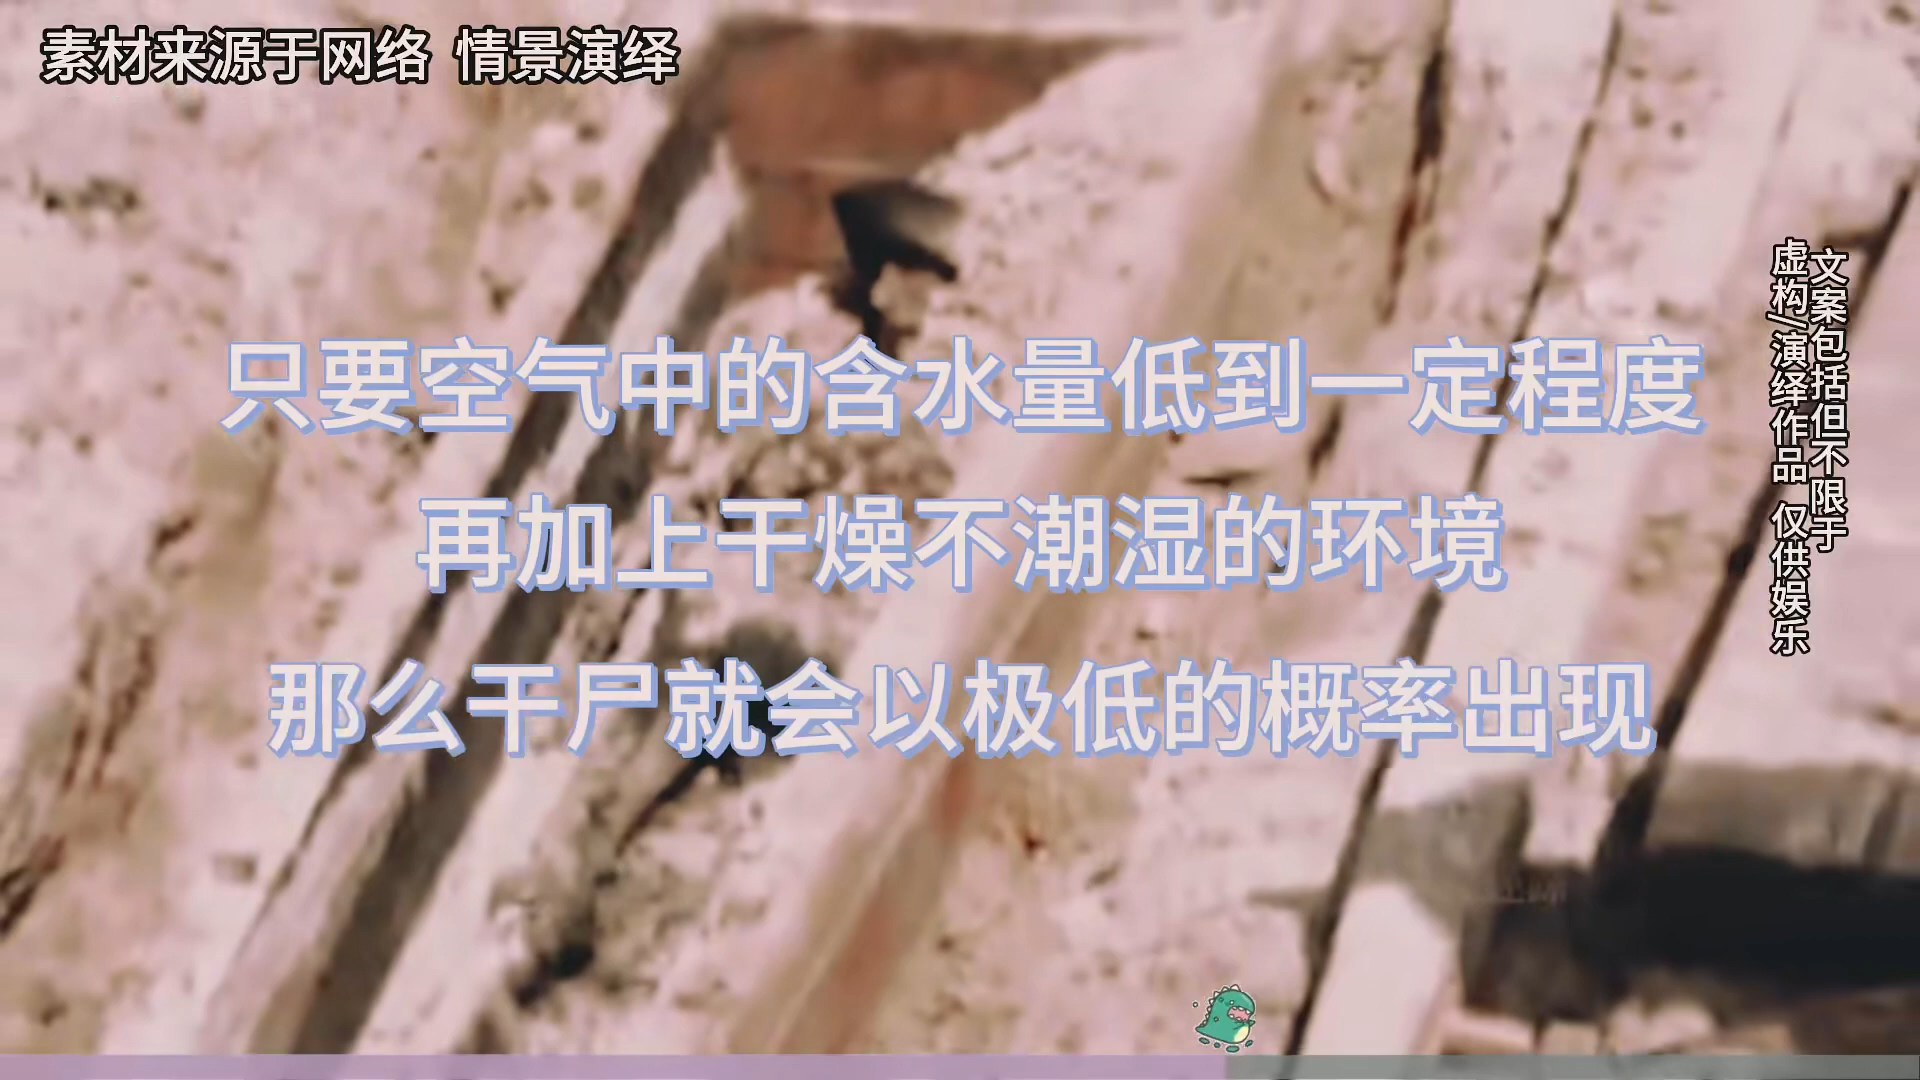 素材来源于网络 情景演绎
只要空气中的含水量低到一定程度
再加上干燥不潮湿的环境
那么干尸就会以极低的概率出现
文案包括但不限于
虚构/演绎作品 仅供娱乐